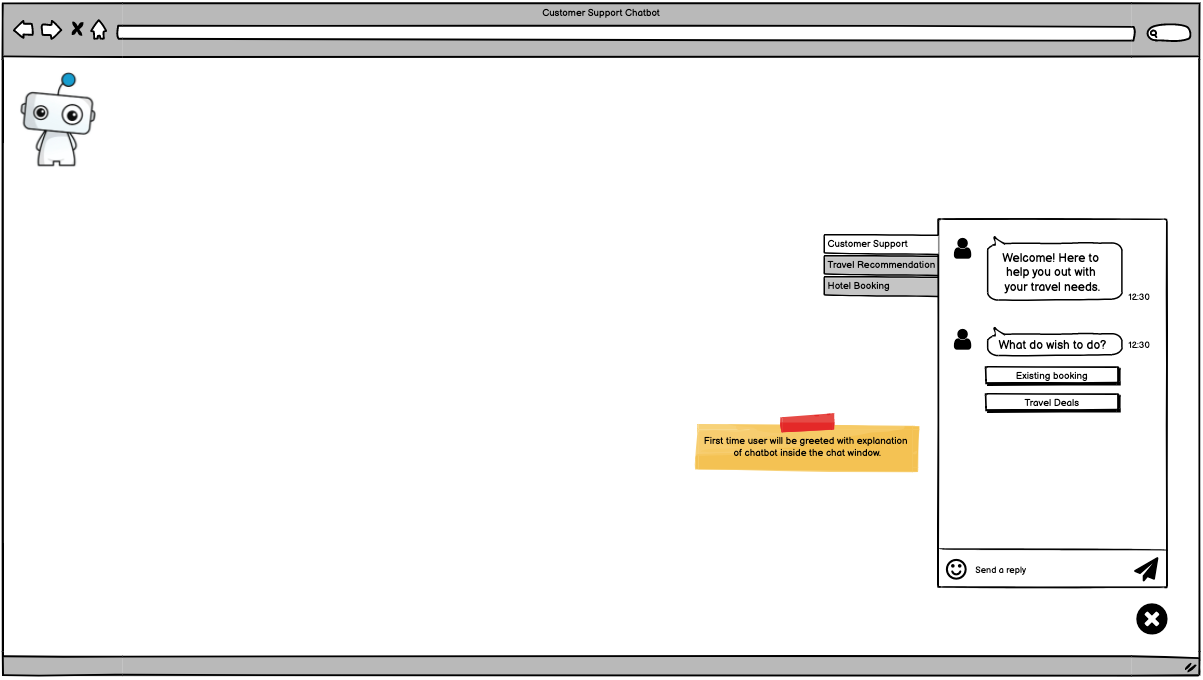 Customer Support Chatbot
Customer Support
Travel Recommendation
Hotel Booking
Welcome! Here to
help you out with
your travel needs.
12:30
What do wish to do?
12:30
Existing booking
Travel Deals
First time user will be greeted with explanation
of chatbot inside the chat window.
Send a reply